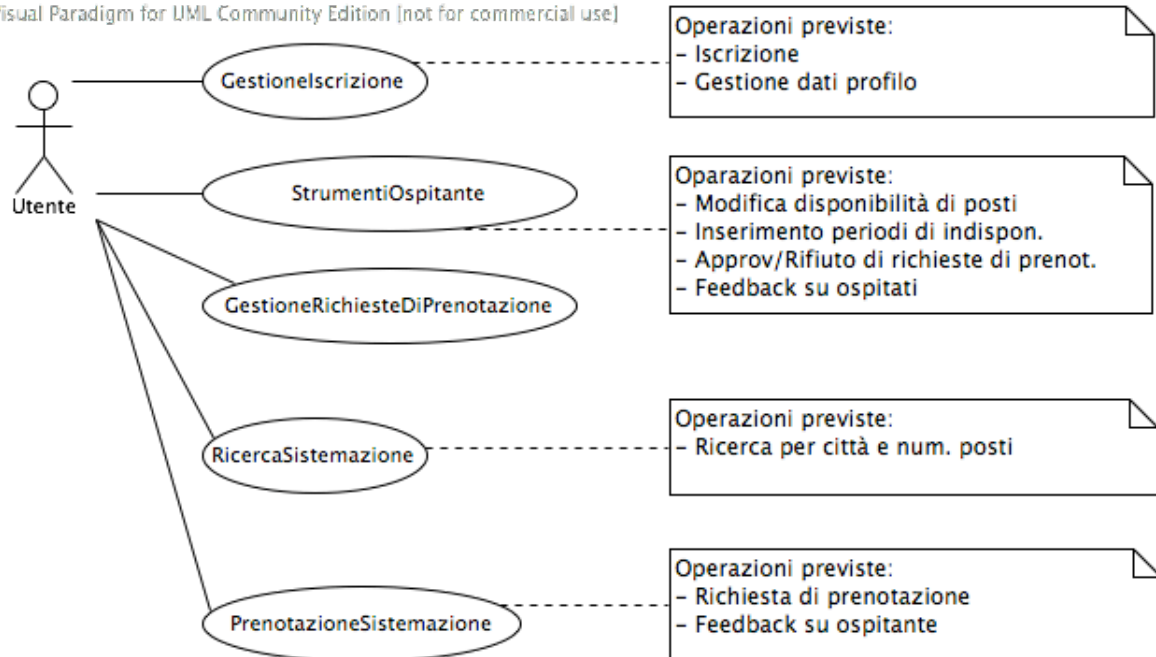 isual Paradigm for UML Community Edition [not for commercial use]
Operazioni previste:
- Iscrizione
- Gestione dati profilo
GestioneIscrizione
Utente
StrumentiOspitante
Oparazioni previste:
- Modifica disponibilità di posti
- Inserimento periodi di indispon.
- Approv/Rifiuto di richieste di prenot.
- Feedback su ospitati
GestioneRichiesteDiPrenotazione
RicercaSistemazione
Operazioni previste:
- Ricerca per città e num. posti
PrenotazioneSistemazione
Operazioni previste:
- Richiesta di prenotazione
- Feedback su ospitante